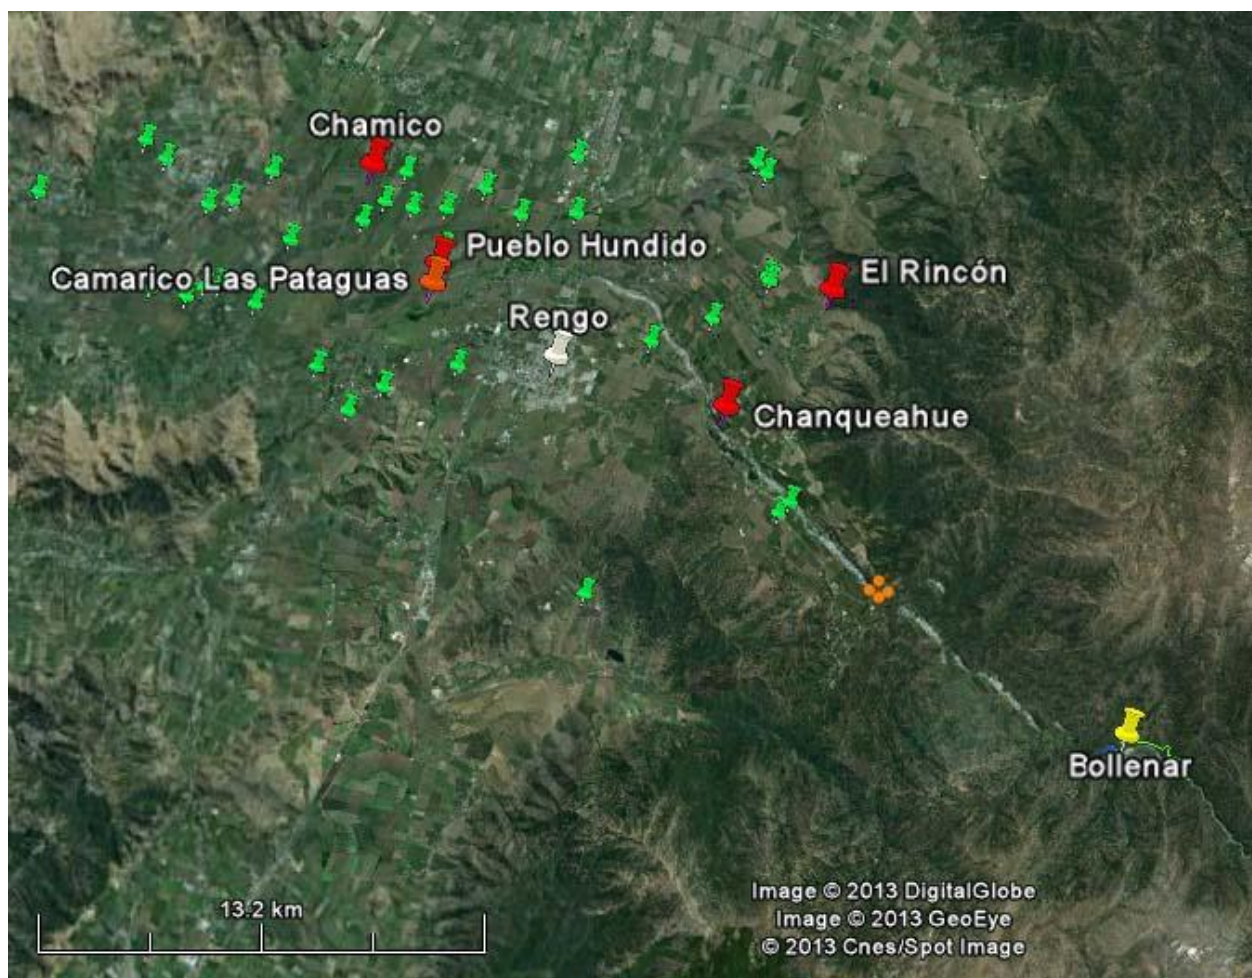 Chamico
Pueblo Hundido
Camarico Las Pataguas
El Rincón
Rengo
Chanqueahue
Bollenar
13.2 km
Image © 2013 DigitalGlobe
Image © 2013 GeoEye
© 2013 Cnes/Spot Image